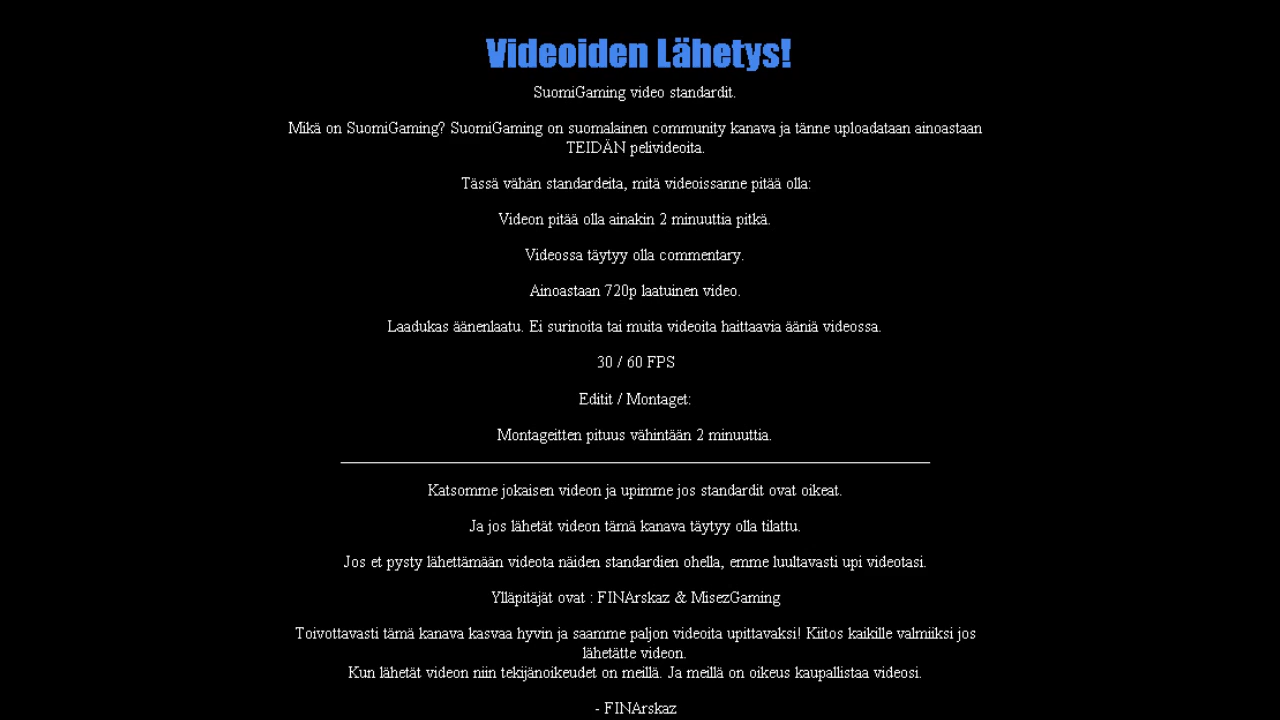 Videoiden Lähetys!
SuomiGaming video standardit.
Mikä on SuomiGaming? SuomiGaming on suomalainen community kanava ja tänne uploadataan ainoastaan
TEIDÄN pelivideoita.
Tässä vähän standardeita, mitä videoissanne pitää olla:
Videon pitää olla ainakin 2 minuuttia pitkä.
Videossa täytyy olla commentary.
Ainoastaan 720p laatuinen video.
Laadukas äänenlaatu. Ei surinoita tai muita videoita haittaavia ääniä videossa.
30 / 60 FPS
Editit / Montaget:
Montageitten pituus vähintään 2 minuuttia.
Katsomme jokaisen videon ja upimme jos standardit ovat oikeat.
Ja jos lähetät videon tämä kanava täytyy olla tilattu.
Jos et pysty lähettämään videota näiden standardien ohella, emme luultavasti upi videotasi.
Ylläpitäjät ovat : FINArskaz & MisezGaming
Toivottavasti tämä kanava kasvaa hyvin ja saamme paljon videoita upittavaksi! Kiitos kaikille valmiiksi jos
lähetätte videon.
Kun lähetät videon niin tekijänoikeudet on meillä. Ja meillä on oikeus kaupallistaa videosi.
- FINArskaz